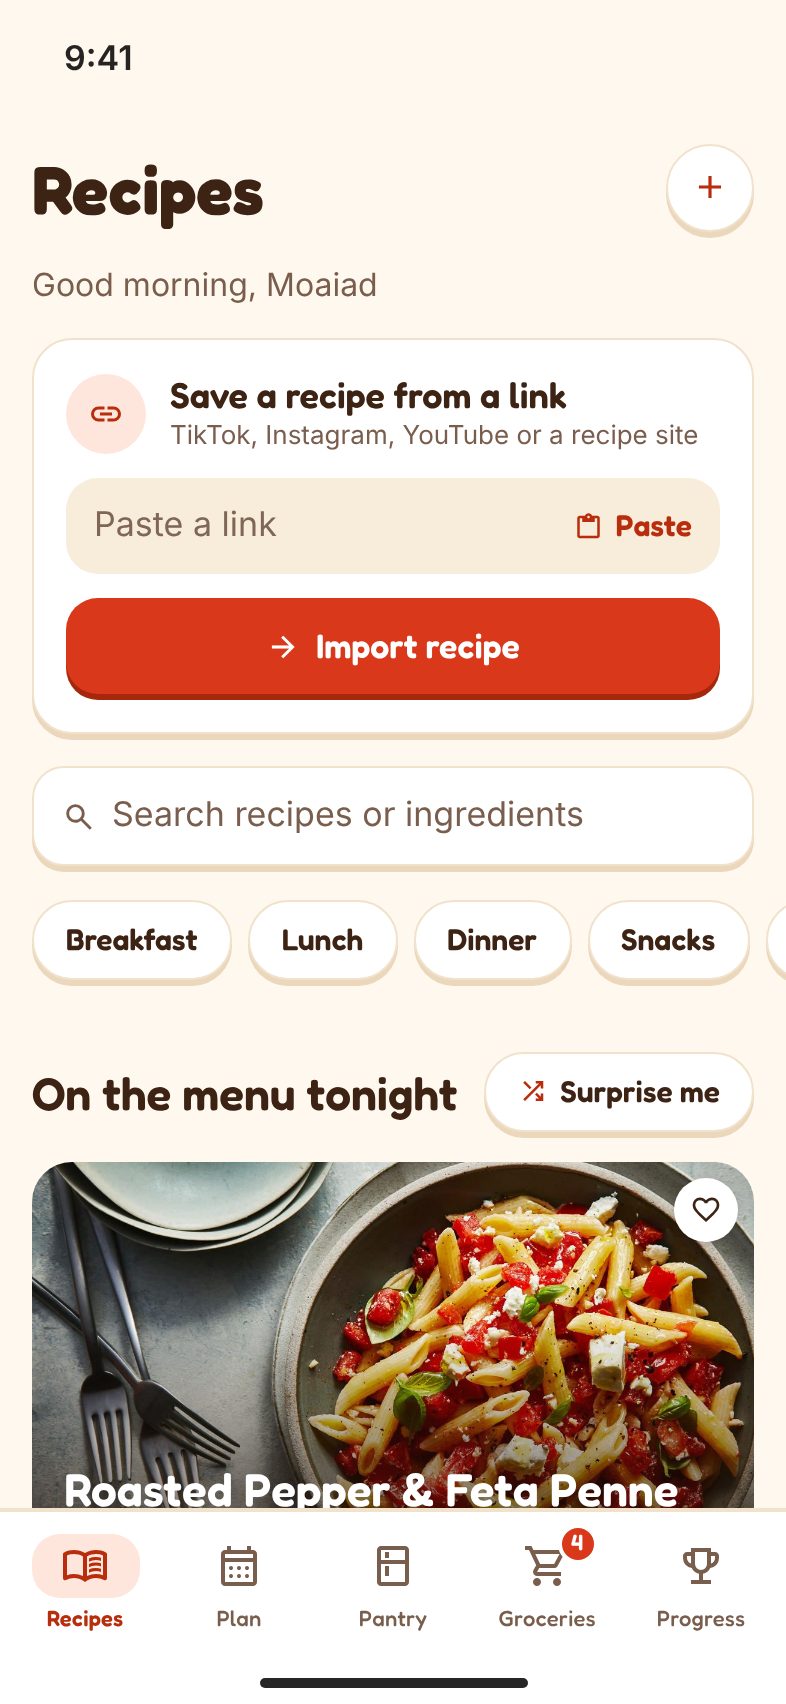 9:41
Recipes
Good morning, Moaiad
Save a recipe from a link
TikTok, Instagram, YouTube or a recipe site
Paste a link
Paste
Import recipe
Search recipes or ingredients
Breakfast
Lunch
Dinner
Snacks
On the menu tonight
Surprise me
Roasted Pepper & Feta Penne
4
Recipes
Plan
Pantry
Groceries
Progress